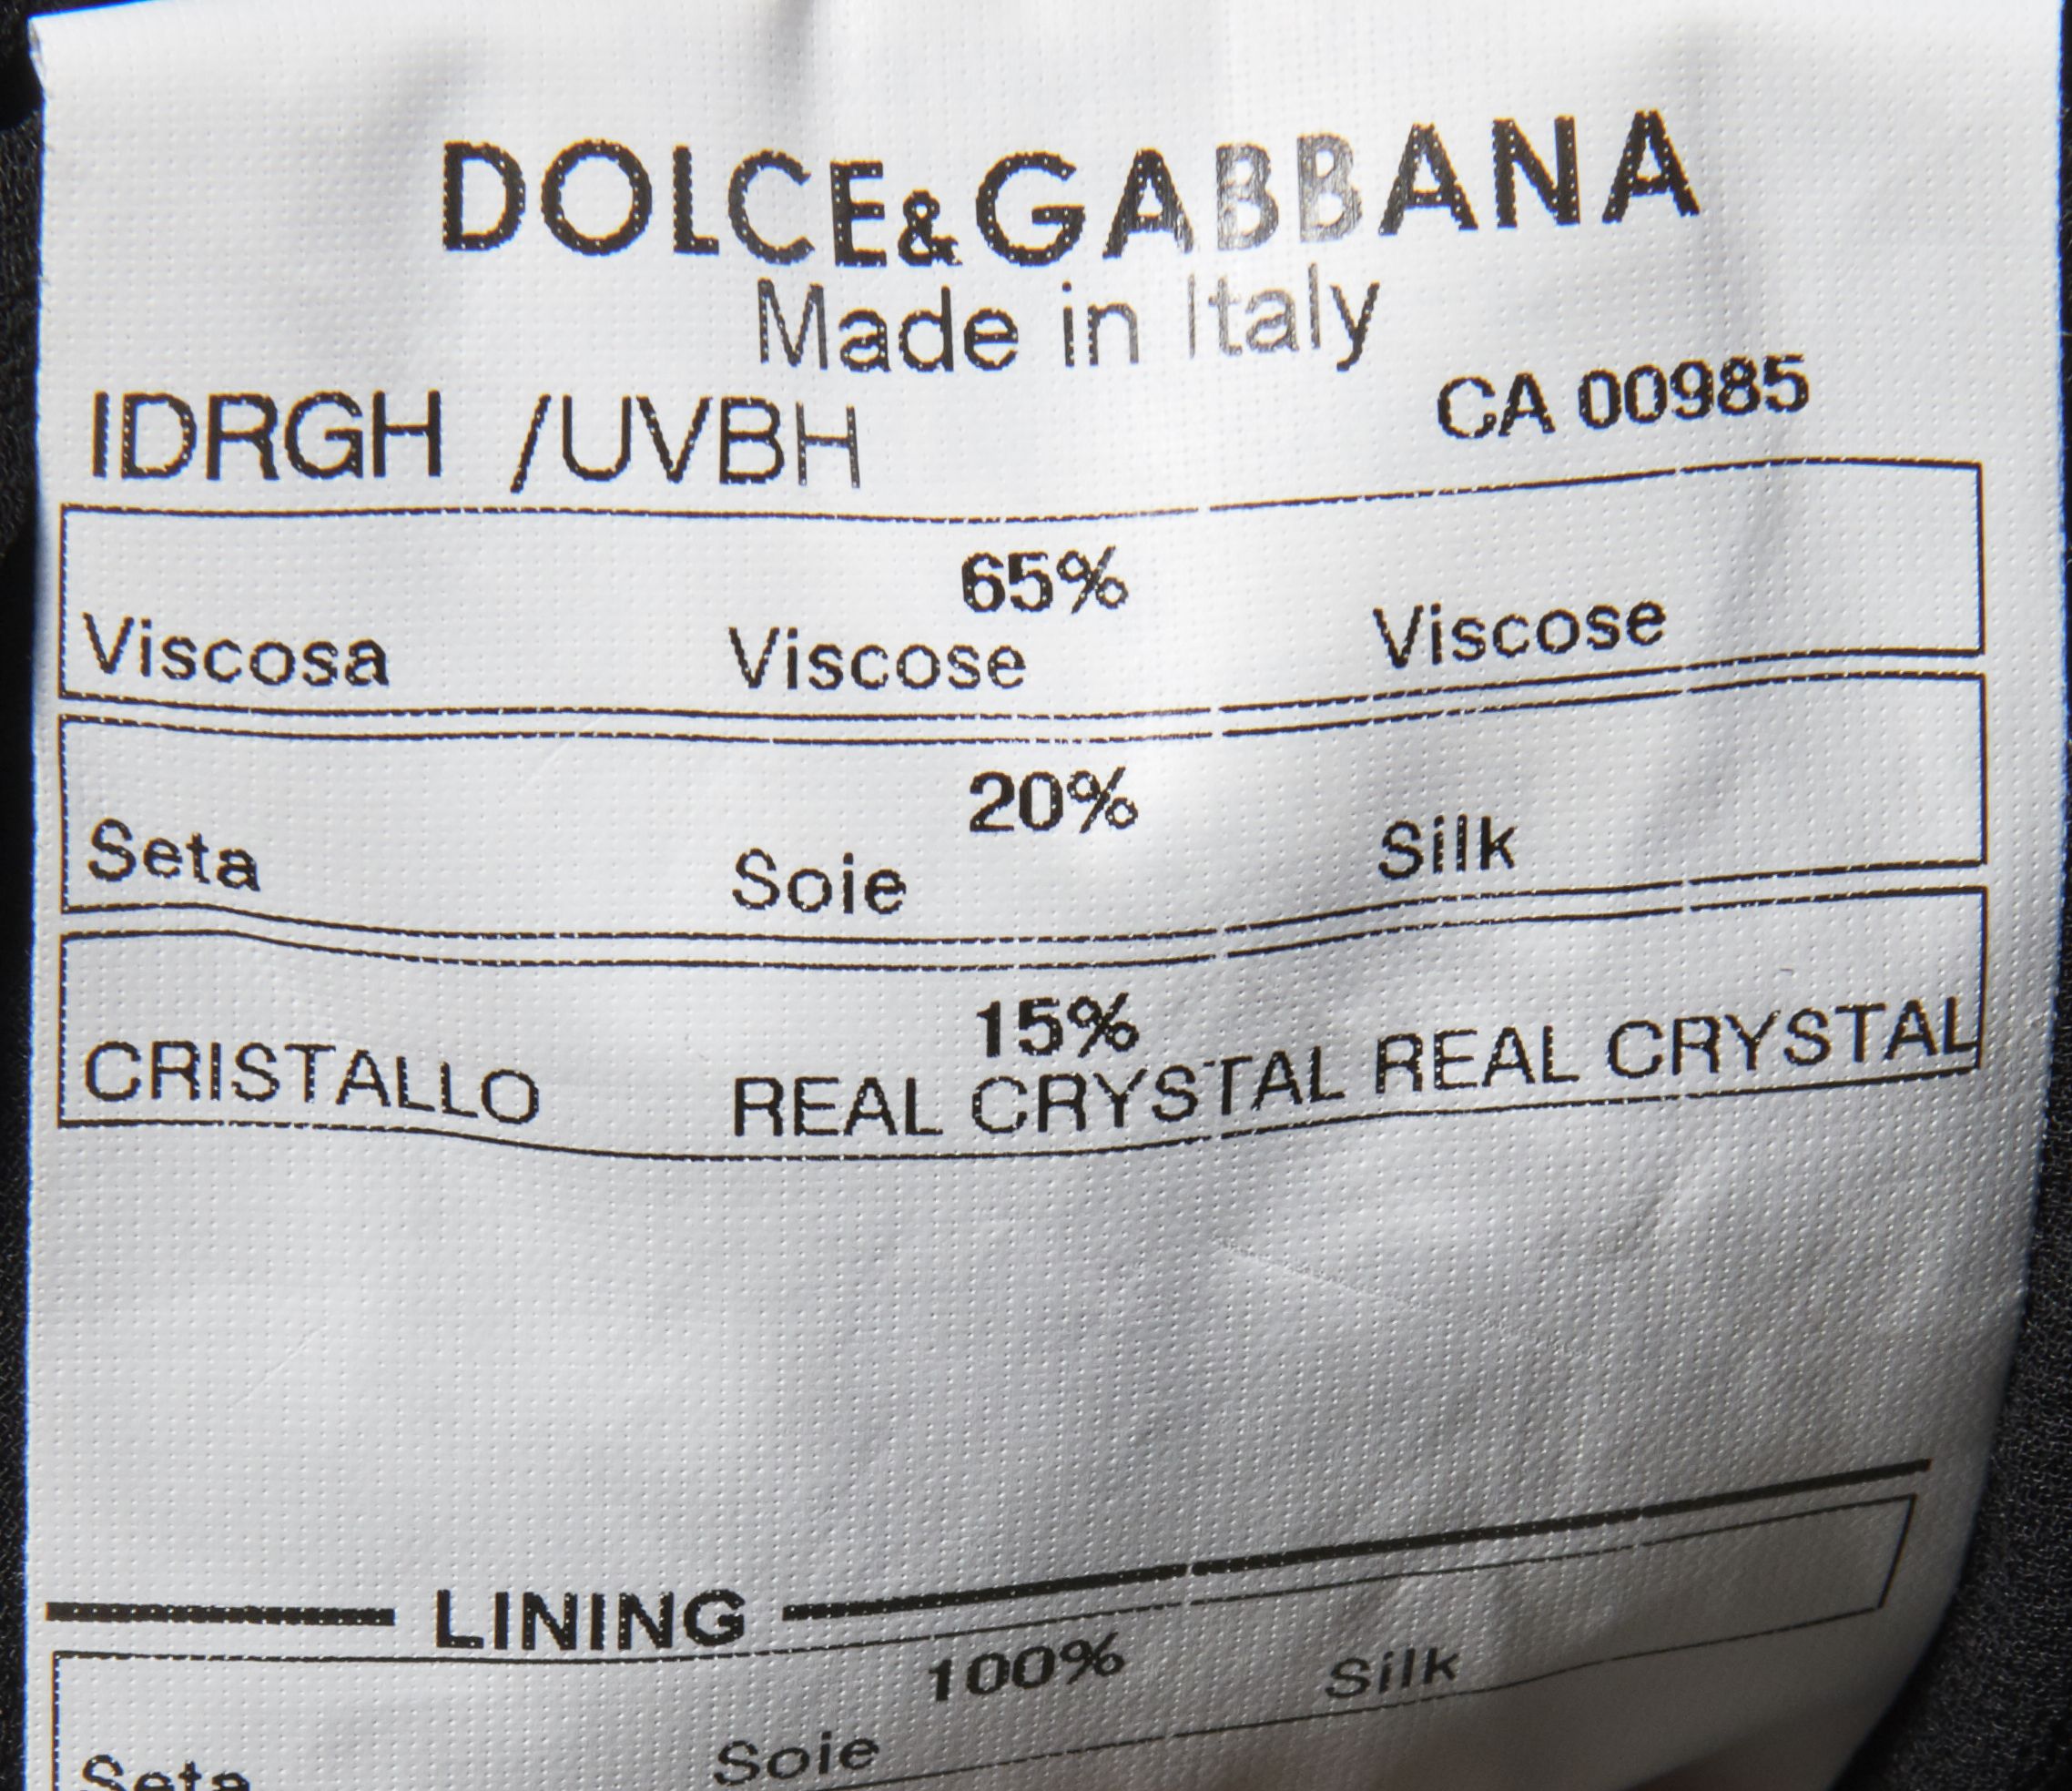 DOLCE&GABBANA
Made in Italy
IDRGH /UVBH CA 00985
65%
Viscosa Viscose Viscose
20%
Seta Soie Silk
15%
CRISTALLO REAL CRYSTAL REAL CRYSTAL
LINING
100%
Seta Soie Silk